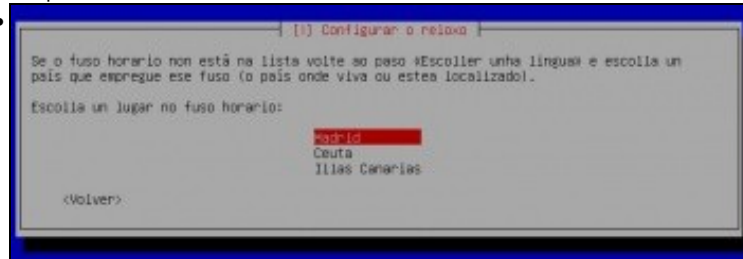 [!] Configurar o reloxo
Se o fuso horario non está na lista volte ao paso «Escoller unha lingua» e escolla un
país que empregue ese fuso (o país onde viva ou estea localizado).
Escolla un lugar no fuso horario:
Madrid
Ceuta
Illas Canarias
<Volver>